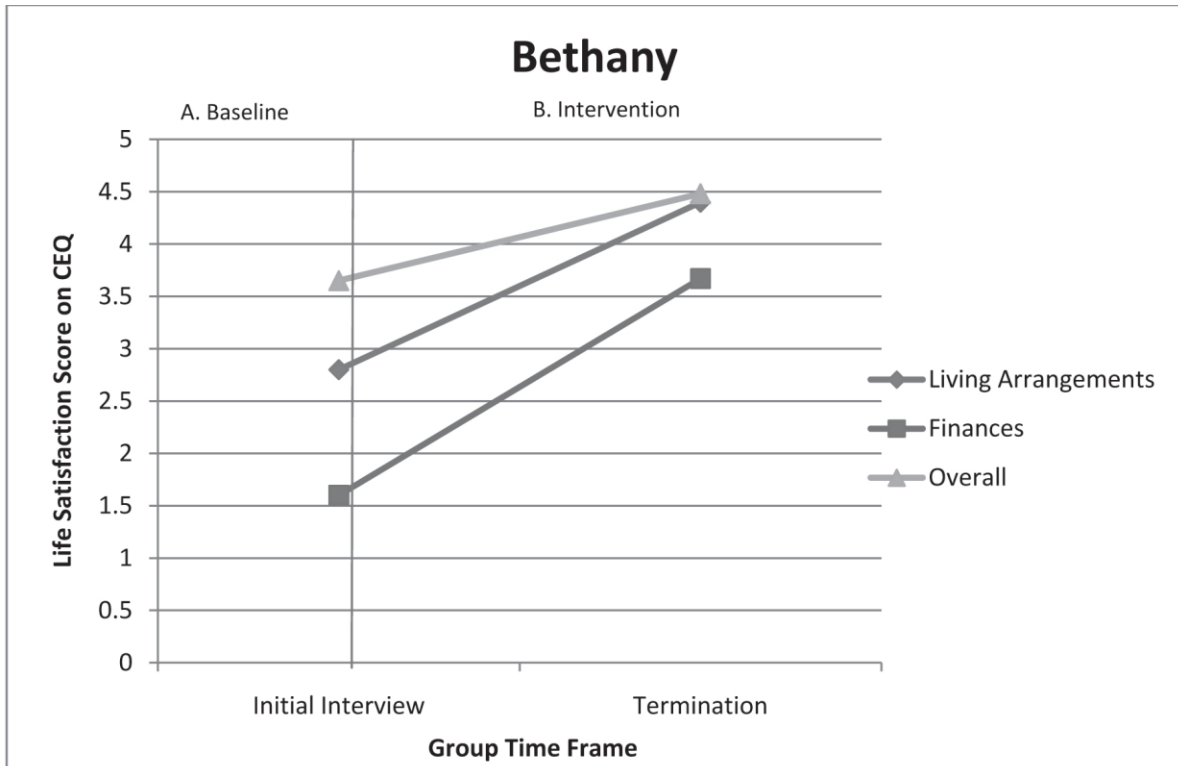 Bethany
A. Baseline
B. Intervention
Life Satisfaction Score on CEQ
5
4.5
4
3.5
3
2.5
2
1.5
1
0.5
0
Living Arrangements
Finances
Overall
Initial Interview
Termination
Group Time Frame